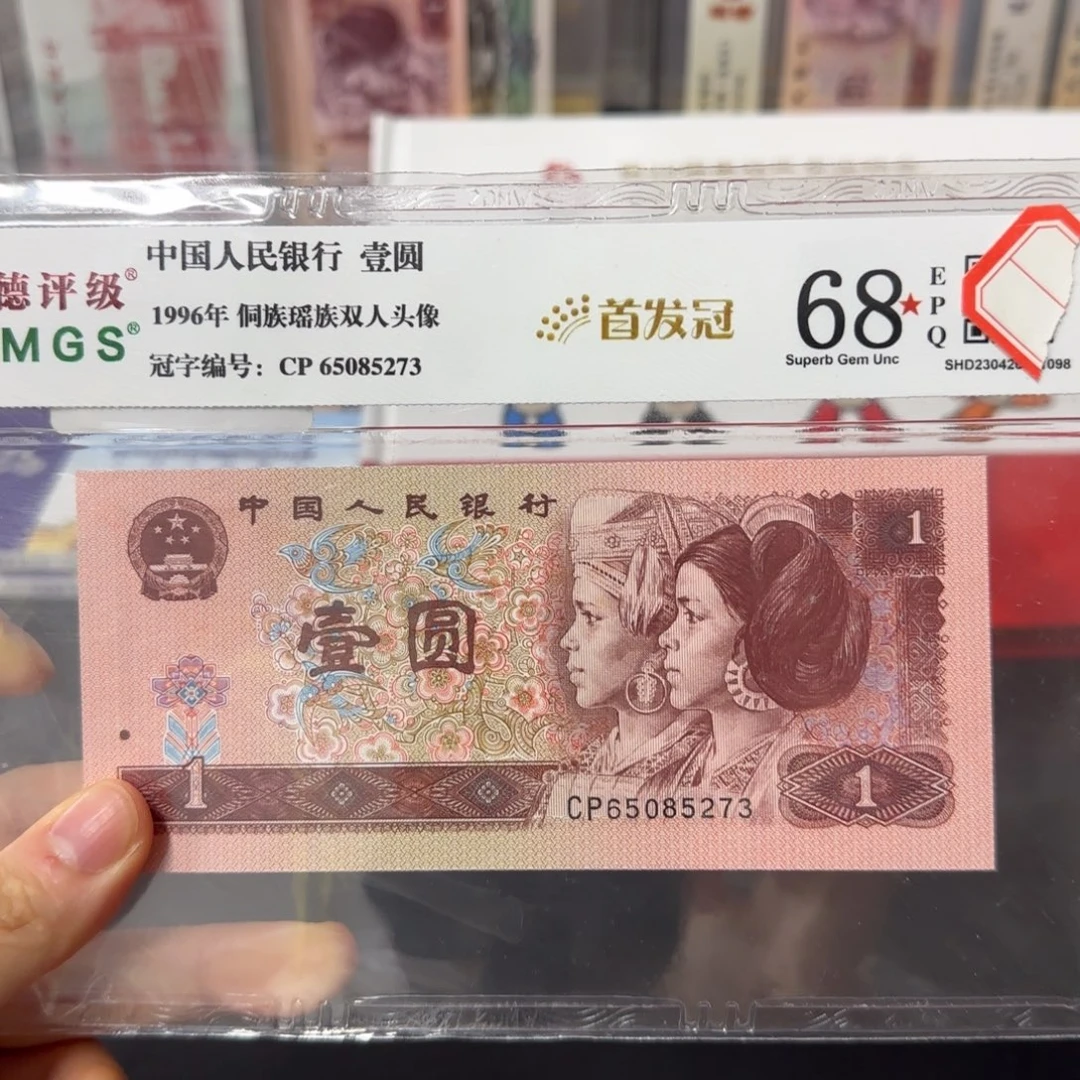 德评级®
MGS®
中国人民银行 壹圆
1996年 侗族瑶族双人头像
冠字编号：CP 65085273
首发冠
68★
EPQ
Superb Gem Unc
中国人民银行
壹圆
1
1
1
CP65085273